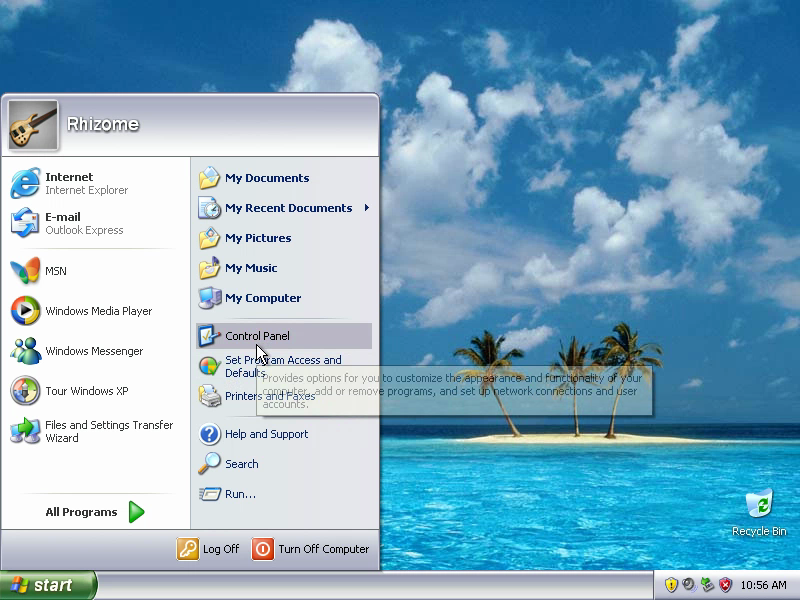 Rhizome
Internet
Internet Explorer
E-mail
Outlook Express
MSN
Windows Media Player
Windows Messenger
Tour Windows XP
Files and Settings Transfer
Wizard
All Programs
My Documents
My Recent Documents
My Pictures
My Music
My Computer
Control Panel
Set Program Access and
Defaults
Provides options for you to customize the appearance and functionality of your
computer, add or remove programs, and set up network connections and user
accounts.
Printers and Faxes
Help and Support
Search
Run...
Log Off
Turn Off Computer
Recycle Bin
start
10:56 AM